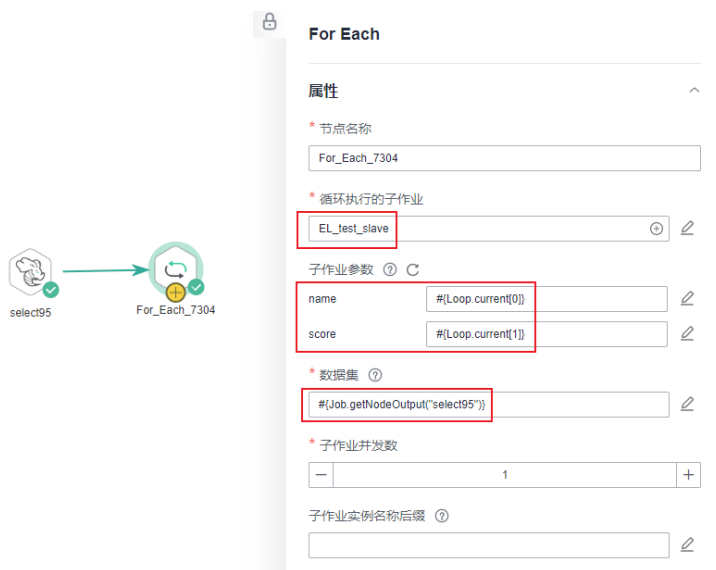 For Each
属性
* 节点名称
For_Each_7304
* 循环执行的子作业
EL_test_slave
子作业参数
name
#{Loop.current[0]}
score
#{Loop.current[1]}
* 数据集
#{Job.getNodeOutput("select95")}
* 子作业并发数
1
子作业实例名称后缀
select95
For_Each_7304